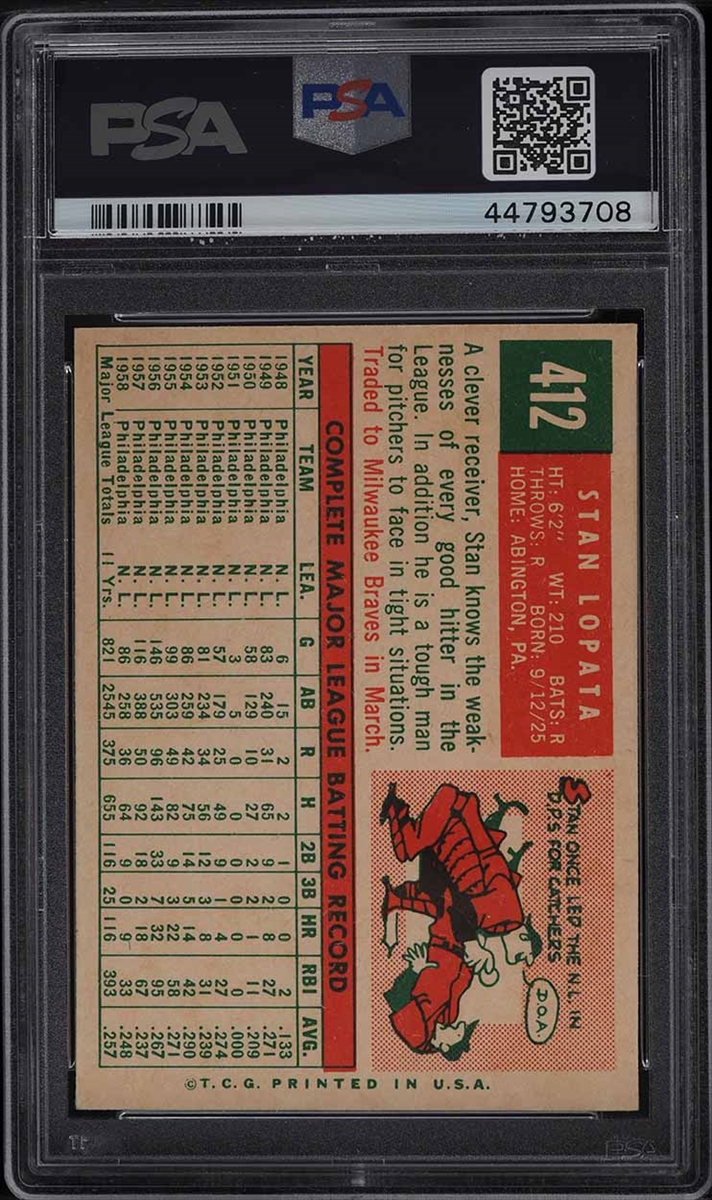 PSA
PSA
44793708
412
STAN LOPATA
HT: 6'2" WT: 210 BATS: R
THROWS: R BORN: 9/12/25
HOME: ABINGTON, PA.
A clever receiver, Stan knows the weak-
nesses of every good hitter in the
League. In addition he is a tough man
for pitchers to face in tight situations.
Traded to Milwaukee Braves in March.
STAN ONCE LED THE N.L. IN
D.P.S FOR CATCHERS
D.O.A.
COMPLETE MAJOR LEAGUE BATTING RECORD
YEAR TEAM LEA. G AB R H 2B 3B HR RBI AVG.
1948 Philadelphia N. L. 6 15 2 2 1 0 0 2 .133
1949 Philadelphia N. L. 83 240 31 65 9 2 8 27 .271
1950 Philadelphia N. L. 58 129 10 27 2 2 1 11 .209
1951 Philadelphia N. L. 3 5 0 0 0 0 0 0 .000
1952 Philadelphia N. L. 57 179 25 49 9 1 4 27 .274
1953 Philadelphia N. L. 81 234 34 56 12 3 8 31 .239
1954 Philadelphia N. L. 86 259 42 75 14 5 14 42 .290
1955 Philadelphia N. L. 99 303 49 82 9 3 22 58 .271
1956 Philadelphia N. L. 146 535 96 143 33 7 32 95 .267
1957 Philadelphia N. L. 116 388 50 92 18 2 18 67 .237
1958 Philadelphia N. L. 86 258 36 64 9 0 9 33 .248
Major League Totals 11 Yrs. 821 2545 375 655 116 25 116 393 .257
©T.C.G. PRINTED IN U.S.A.
PSA